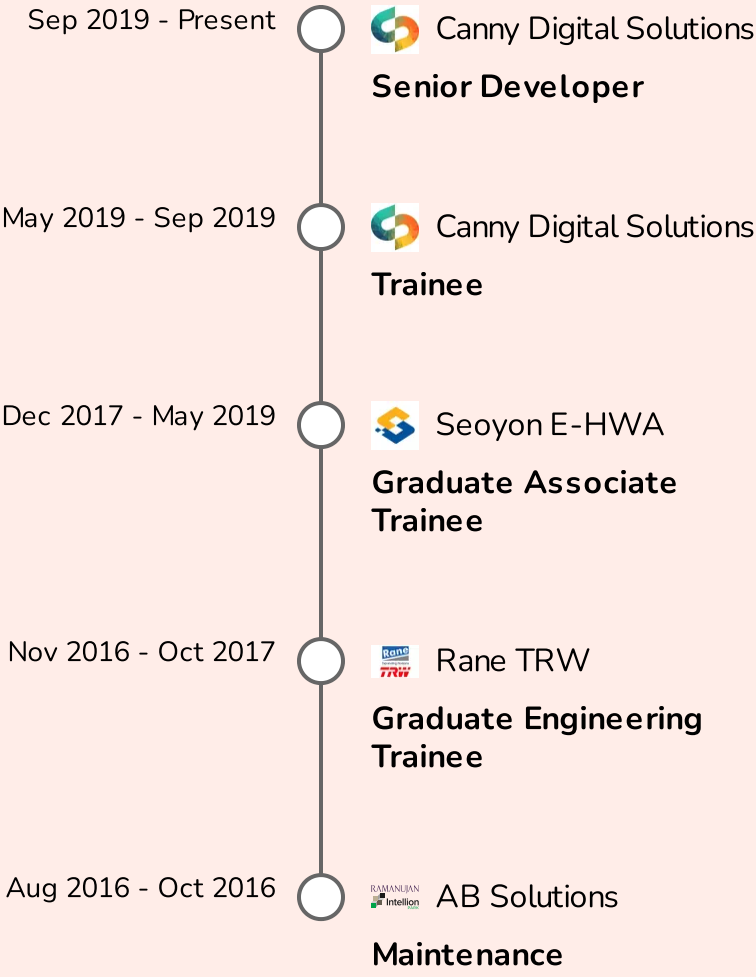 Sep 2019 - Present
Canny Digital Solutions
Senior Developer
May 2019 - Sep 2019
Canny Digital Solutions
Trainee
Dec 2017 - May 2019
Seoyon E-HWA
Graduate Associate
Trainee
Nov 2016 - Oct 2017
Rane
TRW
Rane TRW
Graduate Engineering
Trainee
Aug 2016 - Oct 2016
RAMANUJAN
Intellion
AB Solutions
Maintenance